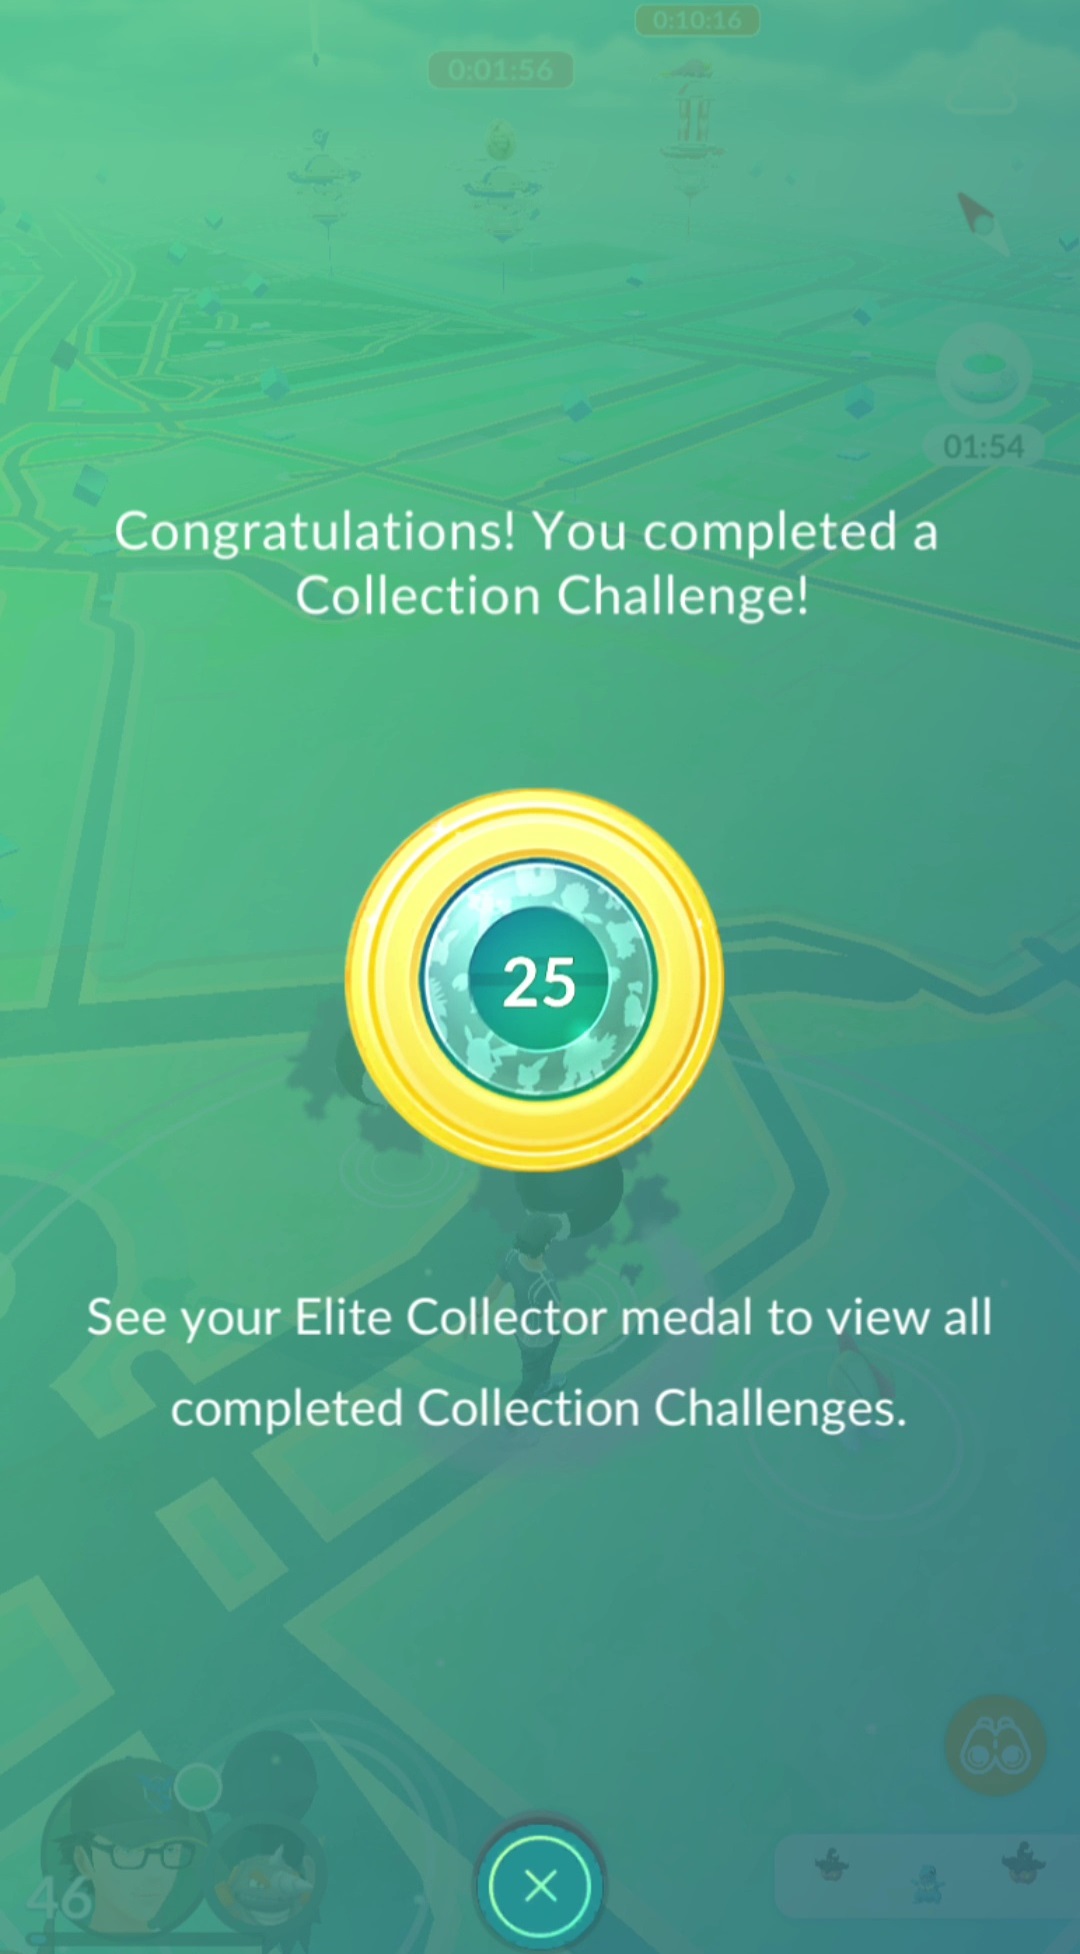 0:10:16
0:01:56
01:54
Congratulations! You completed a
Collection Challenge!
25
See your Elite Collector medal to view all
completed Collection Challenges.
46